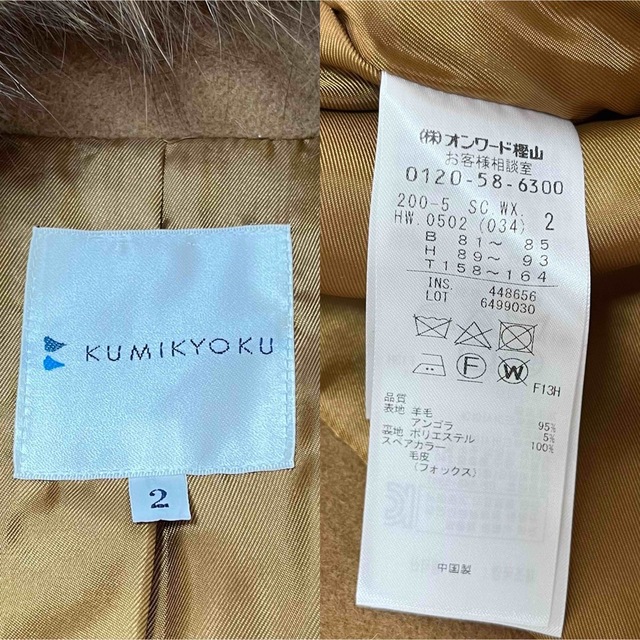 KUMIKYOKU
2
(株)オンワード樫山
お客様相談室
0120-58-6300
200-5 SC.WX. 2
HW.0502 (034)
B 81～ 85
H 89～ 93
T 158～164
INS. 448656
LOT 6499030
F W F13H
品質
表地 羊毛 95%
アンゴラ 5%
裏地 ポリエステル 100%
スペアカラー
毛皮
(フォックス)
中国製